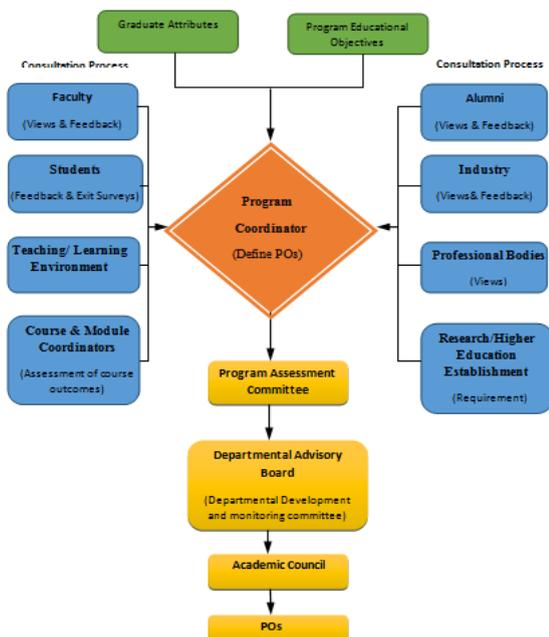 Graduate Attributes
Program Educational
Objectives
Consultation Process
Consultation Process
Faculty
(Views & Feedback)
Students
(Feedback & Exit Surveys)
Teaching/ Learning
Environment
Course & Module
Coordinators
(Assessment of course
outcomes)
Program
Coordinator
(Define POs)
Alumni
(Views & Feedback)
Industry
(Views& Feedback)
Professional Bodies
(Views)
Research/Higher
Education
Establishment
(Requirement)
Program Assessment
Committee
Departmental Advisory
Board
(Departmental Development
and monitoring committee)
Academic Council
POs